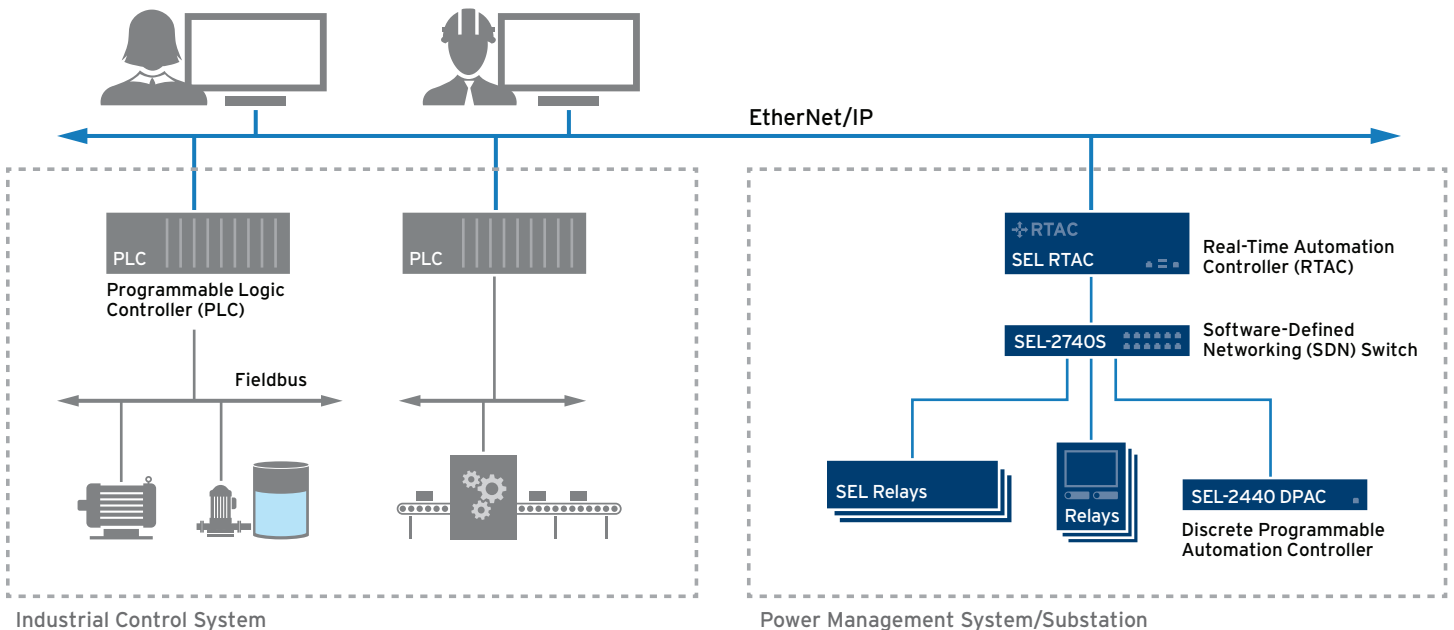 EtherNet/IP
PLC
Programmable Logic
Controller (PLC)
PLC
Fieldbus
Industrial Control System
RTAC
SEL RTAC
Real-Time Automation
Controller (RTAC)
SEL-2740S
Software-Defined
Networking (SDN) Switch
SEL Relays
Relays
SEL-2440 DPAC
Discrete Programmable
Automation Controller
Power Management System/Substation